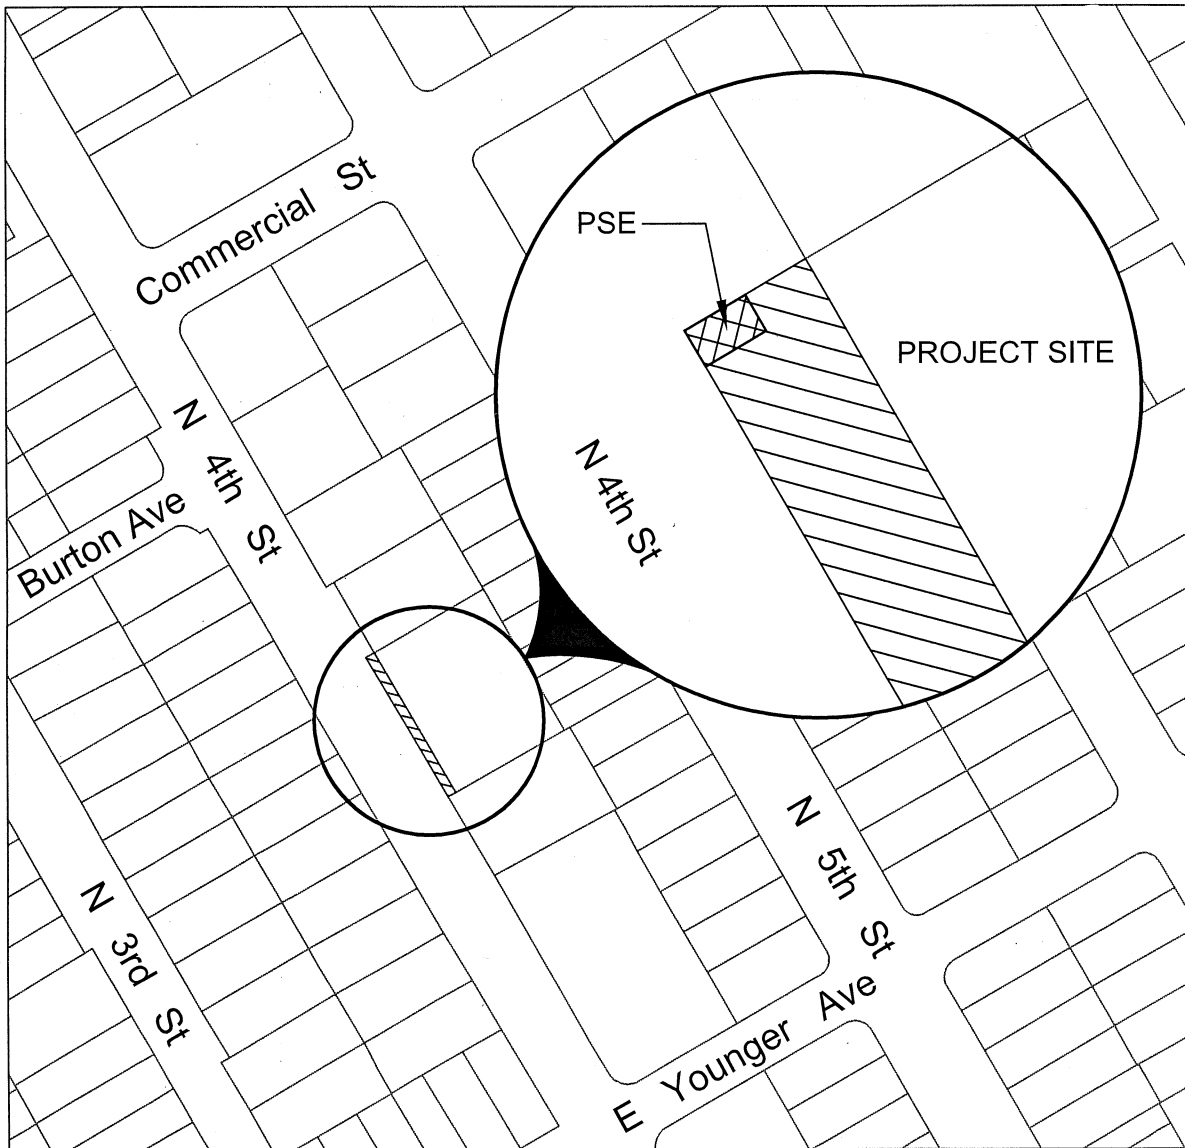 Commercial St
PSE
PROJECT SITE
N 4th St
N 4th St
Burton Ave
N 5th St
N 3rd St
E Younger Ave